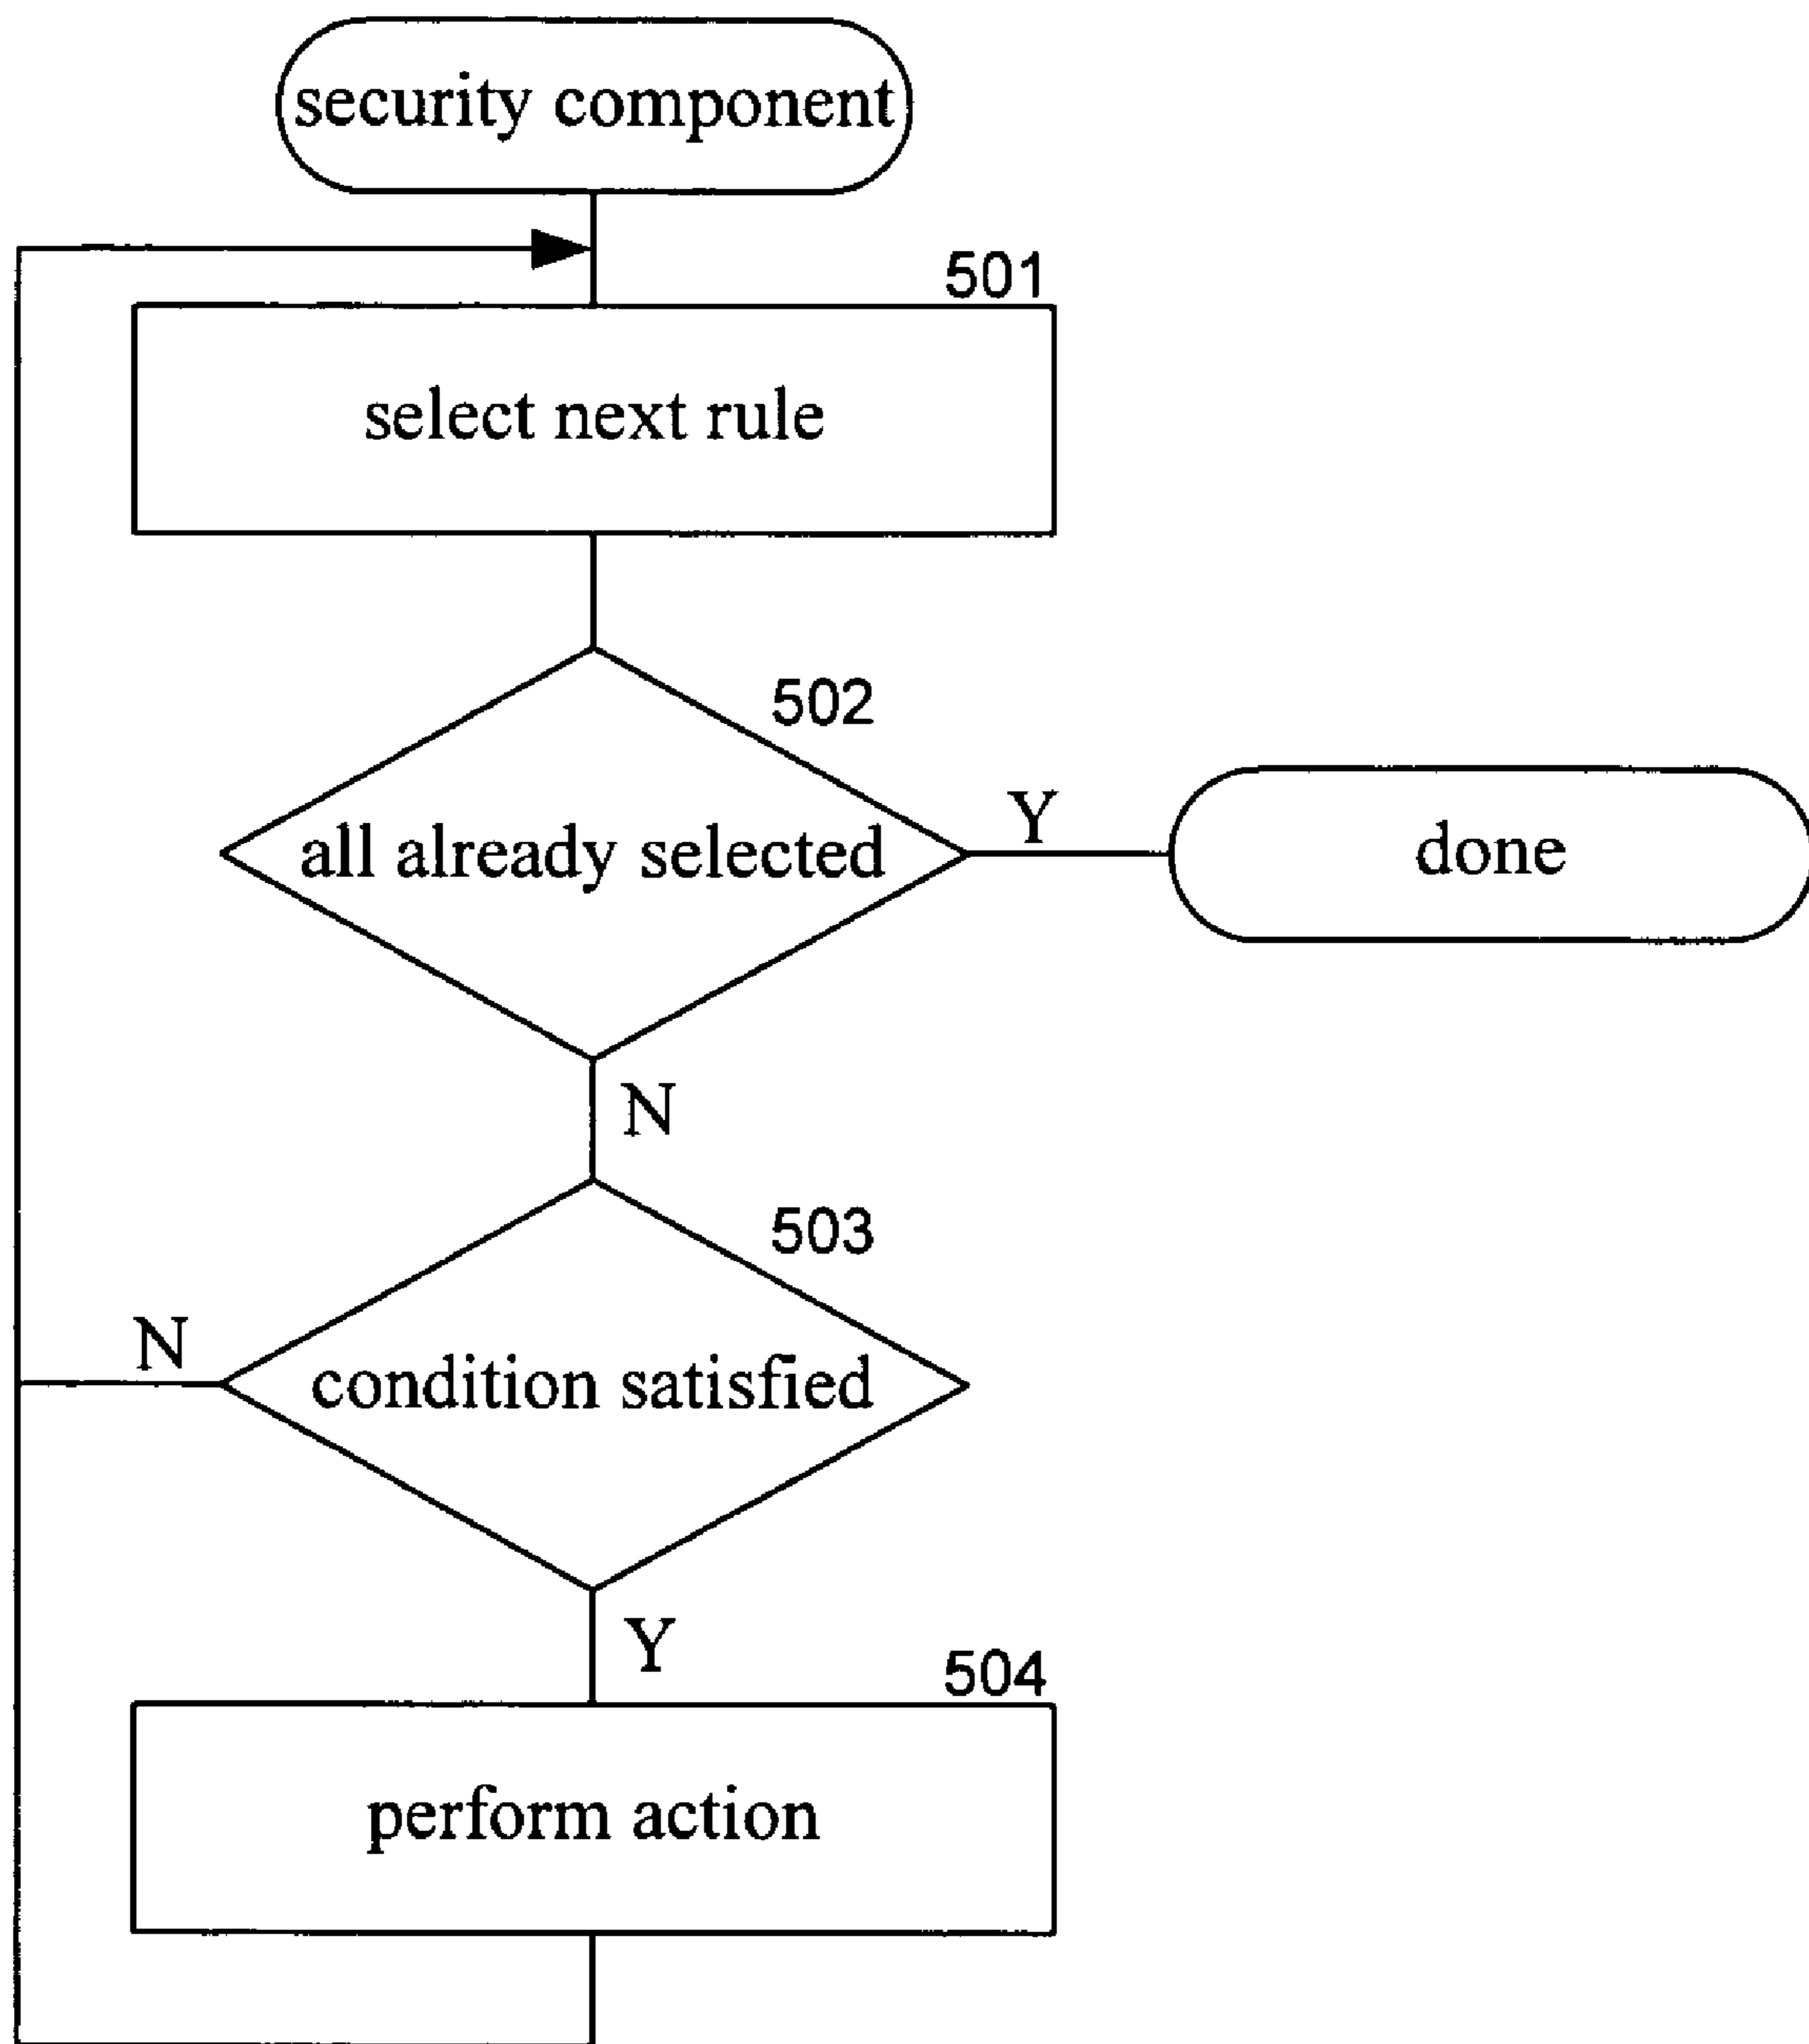 security component
501
select next rule
502
all already selected
Y
done
N
503
N
condition satisfied
Y
504
perform action